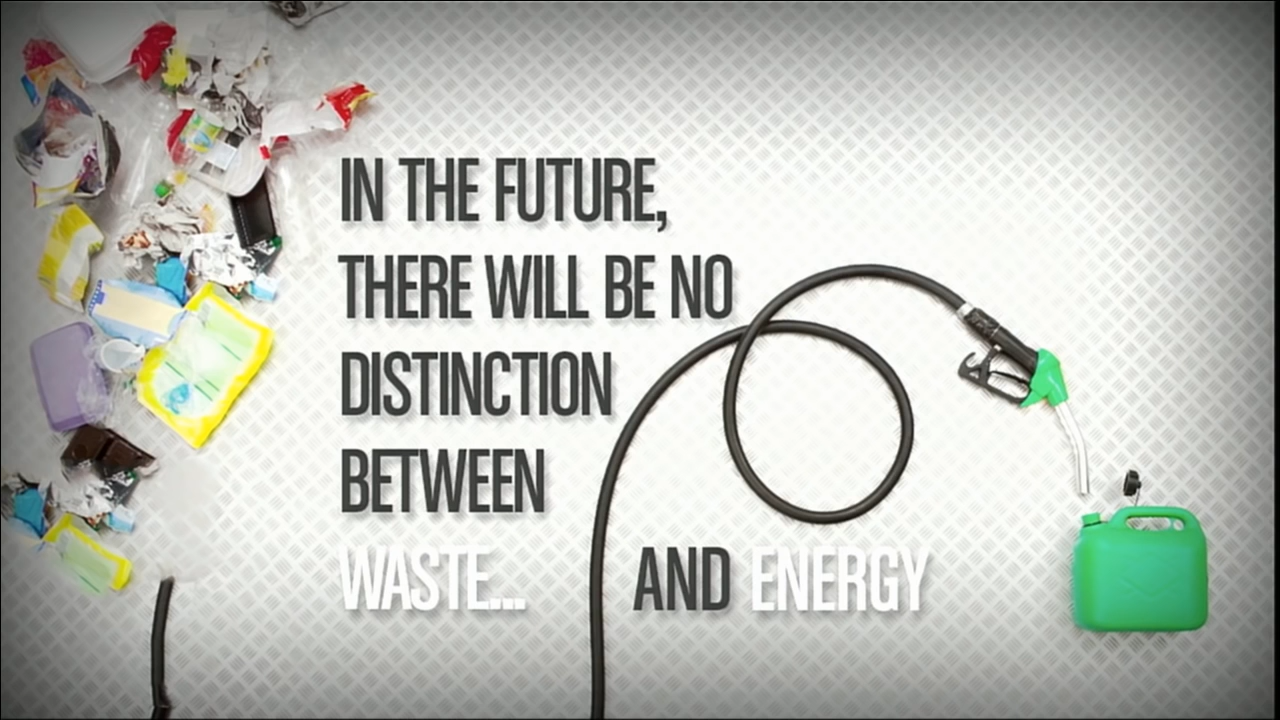 IN THE FUTURE,
THERE WILL BE NO
DISTINCTION
BETWEEN
WASTE... AND ENERGY